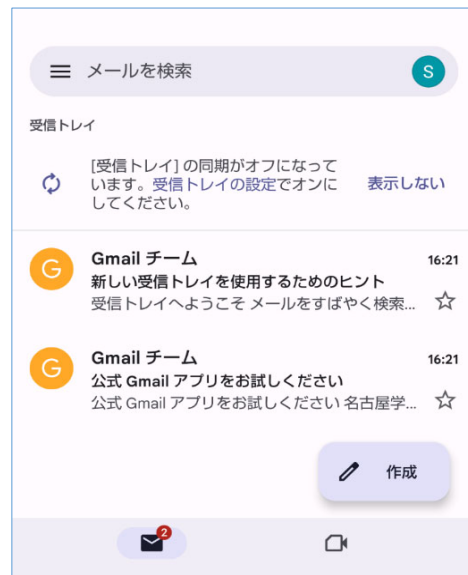 メールを検索
S
受信トレイ
[受信トレイ] の同期がオフになって
います。受信トレイの設定でオンに
してください。
表示しない
G
Gmail チーム
16:21
新しい受信トレイを使用するためのヒント
受信トレイへようこそ メールをすばやく検索...
G
Gmail チーム
16:21
公式 Gmail アプリをお試しください
公式 Gmail アプリをお試しください 名古屋学...
作成
2